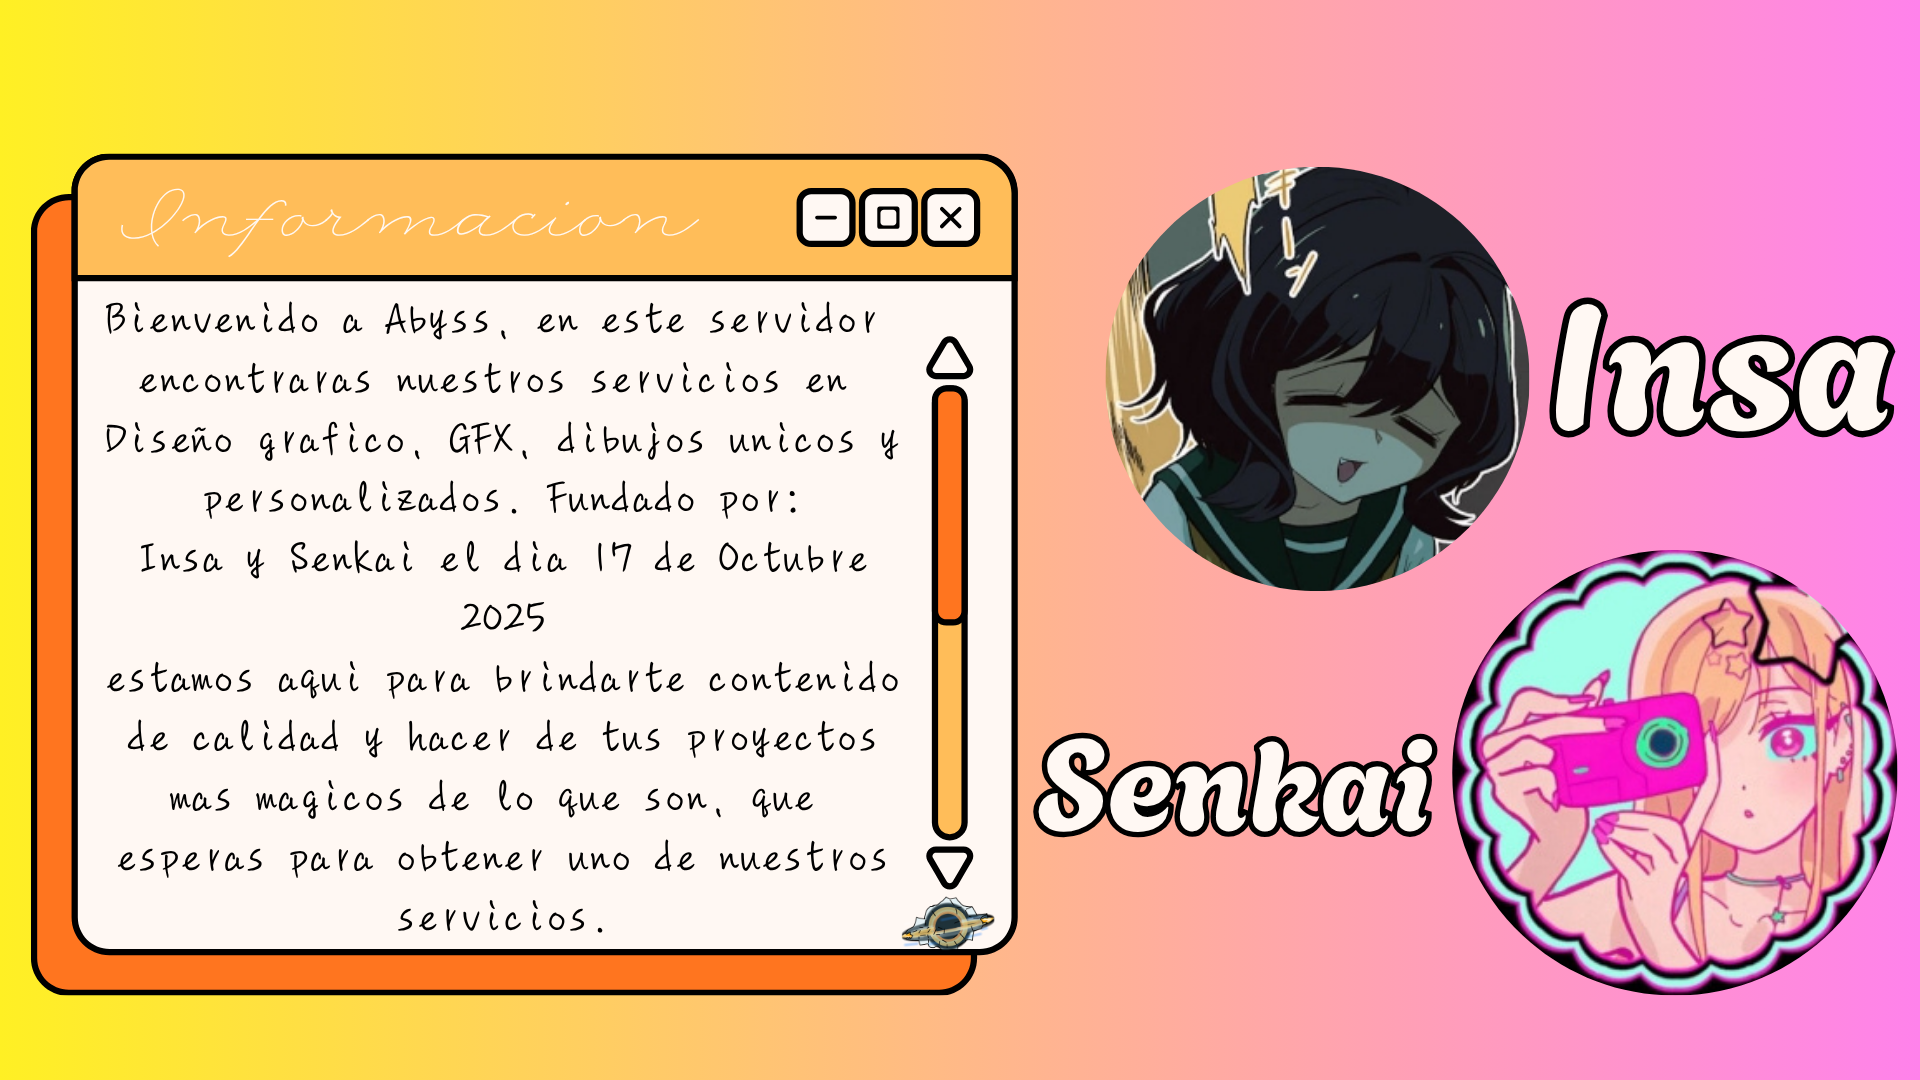 Informacion
Bienvenido a Abyss, en este servidor
encontraras nuestros servicios en
Diseño grafico, GFX, dibujos unicos y
personalizados. Fundado por:
Insa y Senkai el dia 17 de Octubre
2025
estamos aqui para brindarte contenido
de calidad y hacer de tus proyectos
mas magicos de lo que son, que
esperas para obtener uno de nuestros
servicios.
Insa
Senkai